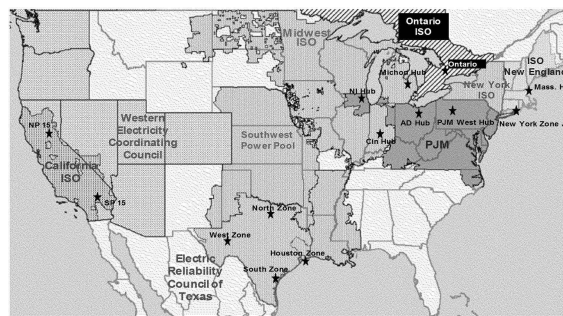 Ontario
ISO
Midwest
ISO
Ontario
Michcon Hub
ISO
New England
New York
ISO
NI Hub
Mass. H
AD Hub
PJM West Hub
New York Zone J
NP 15
Western
Electricity
Coordinating
Council
Southwest
Power Pool
Cin Hub
PJM
California
ISO
SP 15
North Zone
West Zone
Houston Zone
South Zone
Electric
Reliability
Council of
Texas